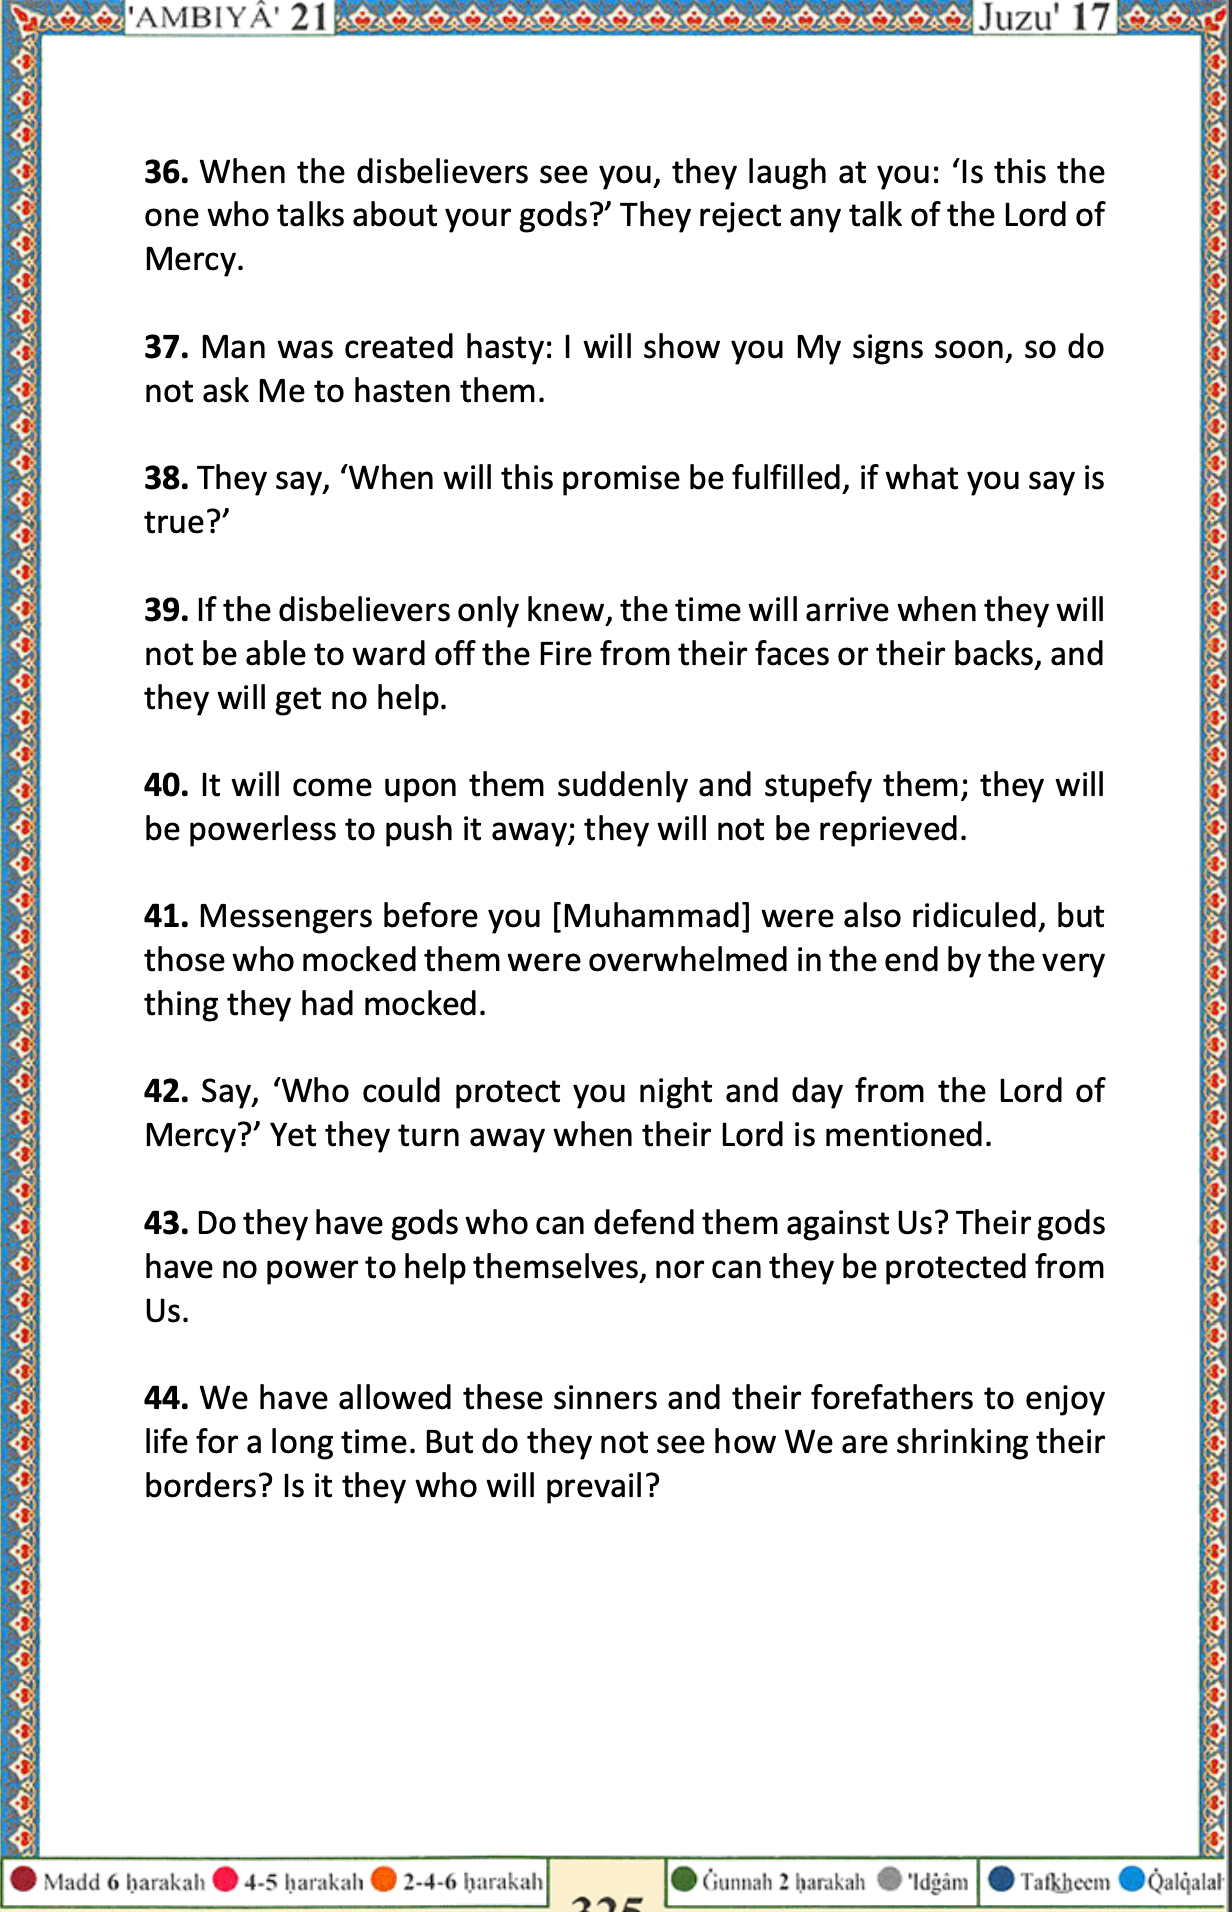 'AMBIYÂ' 21
Juzu' 17
36. When the disbelievers see you, they laugh at you: ‘Is this the
one who talks about your gods?’ They reject any talk of the Lord of
Mercy.
37. Man was created hasty: I will show you My signs soon, so do
not ask Me to hasten them.
38. They say, ‘When will this promise be fulfilled, if what you say is
true?’
39. If the disbelievers only knew, the time will arrive when they will
not be able to ward off the Fire from their faces or their backs, and
they will get no help.
40. It will come upon them suddenly and stupefy them; they will
be powerless to push it away; they will not be reprieved.
41. Messengers before you [Muhammad] were also ridiculed, but
those who mocked them were overwhelmed in the end by the very
thing they had mocked.
42. Say, ‘Who could protect you night and day from the Lord of
Mercy?’ Yet they turn away when their Lord is mentioned.
43. Do they have gods who can defend them against Us? Their gods
have no power to help themselves, nor can they be protected from
Us.
44. We have allowed these sinners and their forefathers to enjoy
life for a long time. But do they not see how We are shrinking their
borders? Is it they who will prevail?
Madd 6 ḥarakah 4-5 ḥarakah 2-4-6 ḥarakah
325
Ġunnah 2 ḥarakah 'Idġâm Tafkheem Q̇alq̇alah